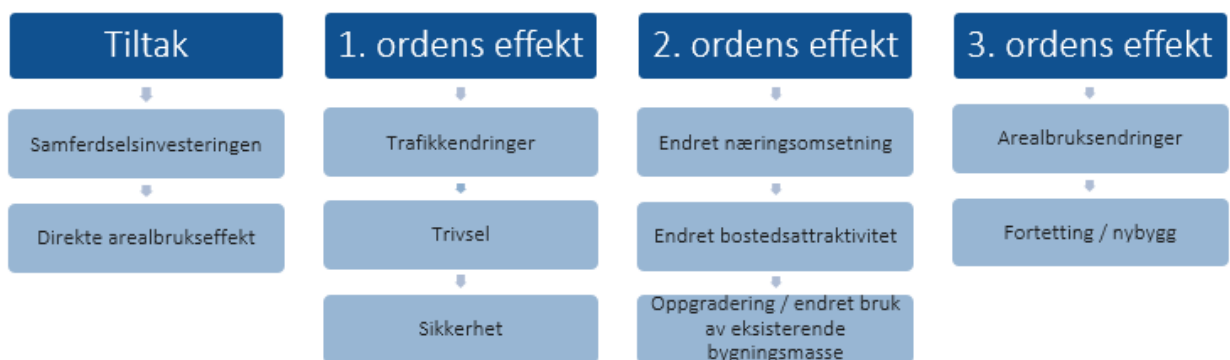 Tiltak
Samferdselsinvesteringen
Direkte arealbrukseffekt
1. ordens effekt
Trafikkendringer
Trivsel
Sikkerhet
2. ordens effekt
Endret næringsomsetning
Endret bostedsattraktivitet
Oppgradering / endret bruk
av eksisterende
bygningsmasse
3. ordens effekt
Arealbruksendringer
Fortetting / nybygg